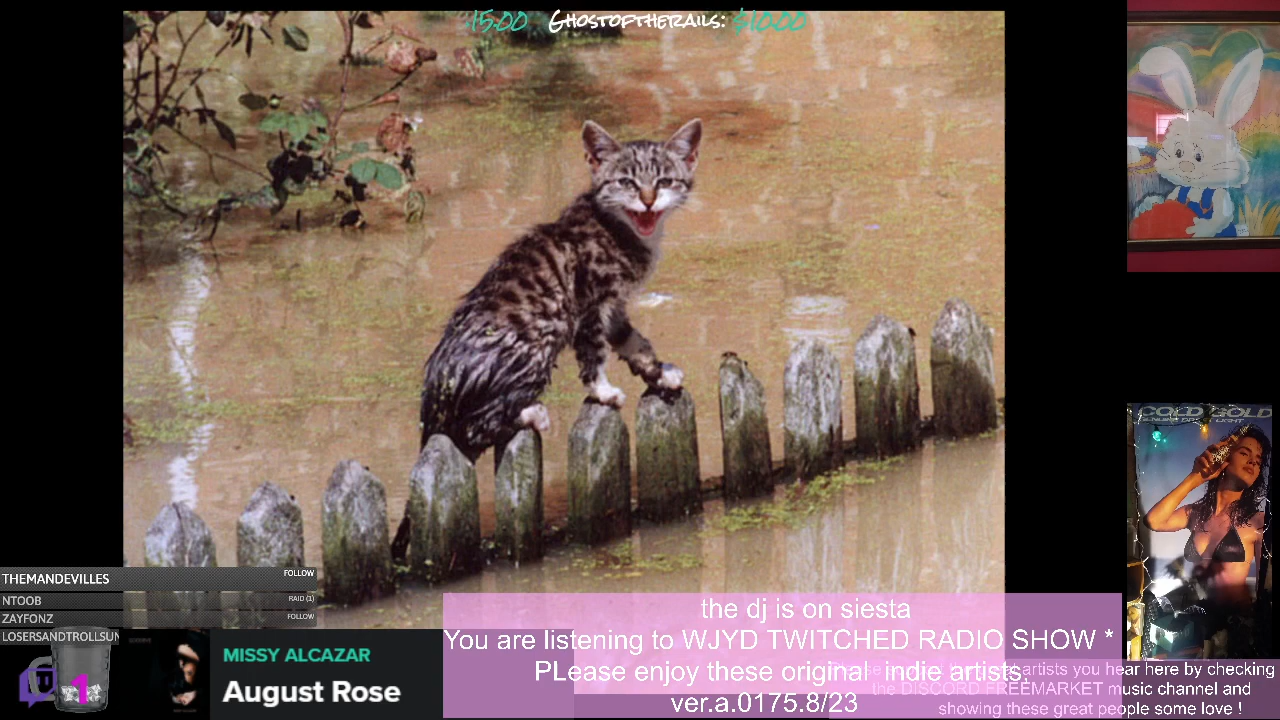 15.00 Ghostoftherails: $10.00
COLD GOLD
THEMANDEVILLES FOLLOW
NTOOB RAID (1)
ZAYFONZ FOLLOW
LOSERSANDTROLLSUN
1
MISSY ALCAZAR
August Rose
the dj is on siesta
You are listening to WJYD TWITCHED RADIO SHOW *
PLease enjoy these original indie artists.
ver.a.0175.8/23
artists you hear here by checking
the DISCORD FREEMARKET music channel and
showing these great people some love !